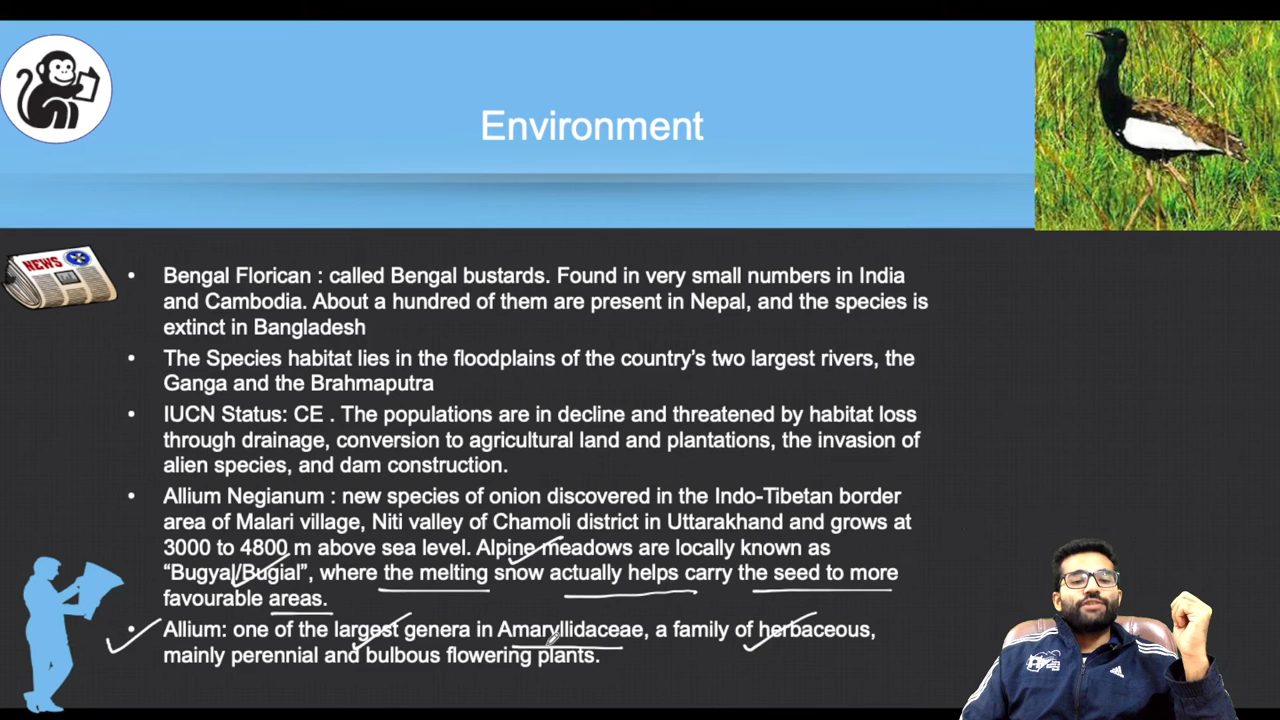 Environment
NEWS
Bengal Florican : called Bengal bustards. Found in very small numbers in India
and Cambodia. About a hundred of them are present in Nepal, and the species is
extinct in Bangladesh
The Species habitat lies in the floodplains of the country's two largest rivers, the
Ganga and the Brahmaputra
IUCN Status: CE . The populations are in decline and threatened by habitat loss
through drainage, conversion to agricultural land and plantations, the invasion of
alien species, and dam construction.
Allium Negianum : new species of onion discovered in the Indo-Tibetan border
area of Malari village, Niti valley of Chamoli district in Uttarakhand and grows at
3000 to 4800 m above sea level. Alpine meadows are locally known as
“Bugyal/Bugial”, where the melting snow actually helps carry the seed to more
favourable areas.
Allium: one of the largest genera in Amaryllidaceae, a family of herbaceous,
mainly perennial and bulbous flowering plants.